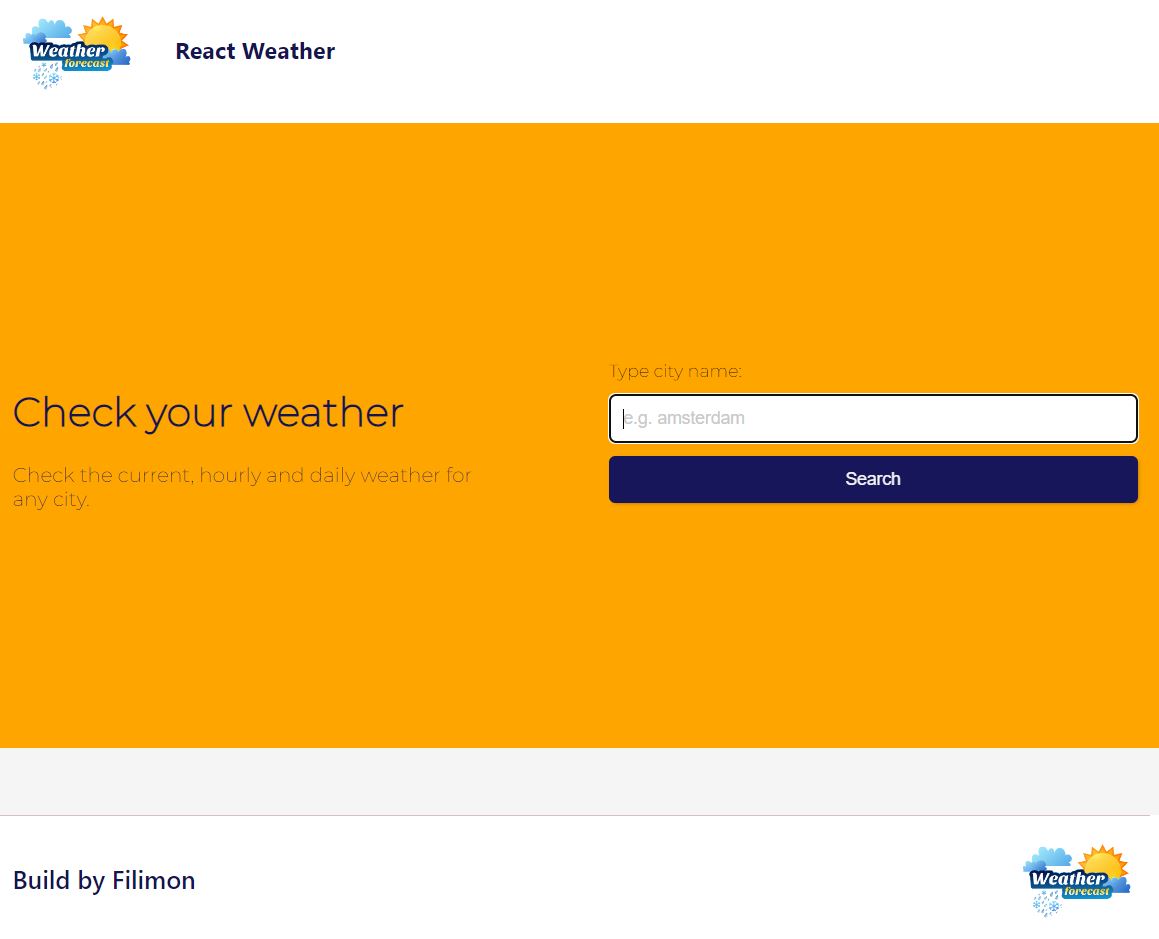 Weather
forecast
React Weather
Check your weather
Check the current, hourly and daily weather for
any city.
Type city name:
e.g. amsterdam
Search
Build by Filimon
Weather
forecast